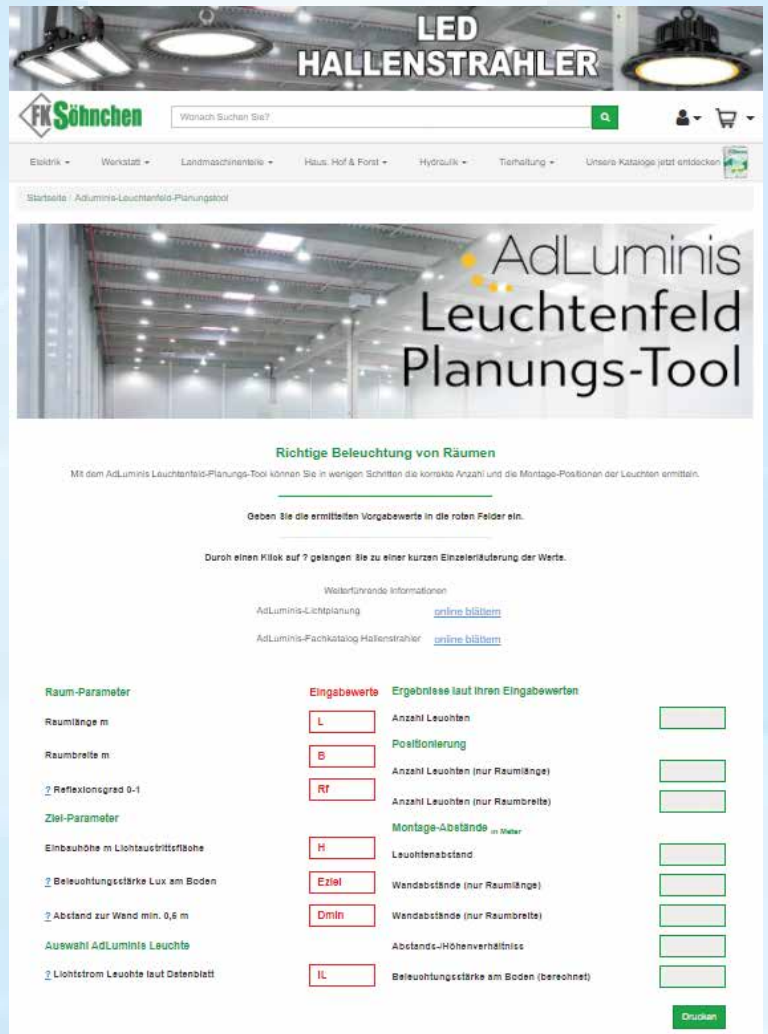 LED
HALLENSTRAHLER
FK Söhnchen
Wonach Suchen Sie?
Elektrik
Werkstatt
Landmaschinenteile
Haus, Hof & Forst
Hydraulik
Tierhaltung
Unsere Kataloge jetzt entdecken
Startseite / Adluminis-Leuchtenfeld-Planungstool
AdLuminis
Leuchtenfeld
Planungs-Tool
Richtige Beleuchtung von Räumen
Mit dem AdLuminis Leuchtenfeld-Planungs-Tool können Sie in wenigen Schritten die korrekte Anzahl und die Montage-Positionen der Leuchten ermitteln.
Geben Sie die ermittelten Vorgabewerte in die roten Felder ein.
Durch einen Klick auf ? gelangen Sie zu einer kurzen Einzelerläuterung der Werte.
Weiterführende Informationen
AdLuminis-Lichtplanung online blättern
AdLuminis-Fachkatalog Hallenstrahler online blättern
Raum-Parameter Eingabewerte
Raumlänge m L
Raumbreite m B
? Reflexionsgrad 0-1 Rf
Ziel-Parameter
Einbauhöhe m Lichtaustrittsfläche H
? Beleuchtungsstärke Lux am Boden Eziel
? Abstand zur Wand min. 0,6 m Dmin
Auswahl AdLuminis Leuchte
? Lichtstrom Leuchte laut Datenblatt IL
Ergebnisse laut Ihren Eingabewerten
Anzahl Leuchten
Positionierung
Anzahl Leuchten (nur Raumlänge)
Anzahl Leuchten (nur Raumbreite)
Montage-Abstände in Meter
Leuchtenabstand
Wandabstände (nur Raumlänge)
Wandabstände (nur Raumbreite)
Abstands-/Höhenverhältniss
Beleuchtungsstärke am Boden (berechnet)
Drucken